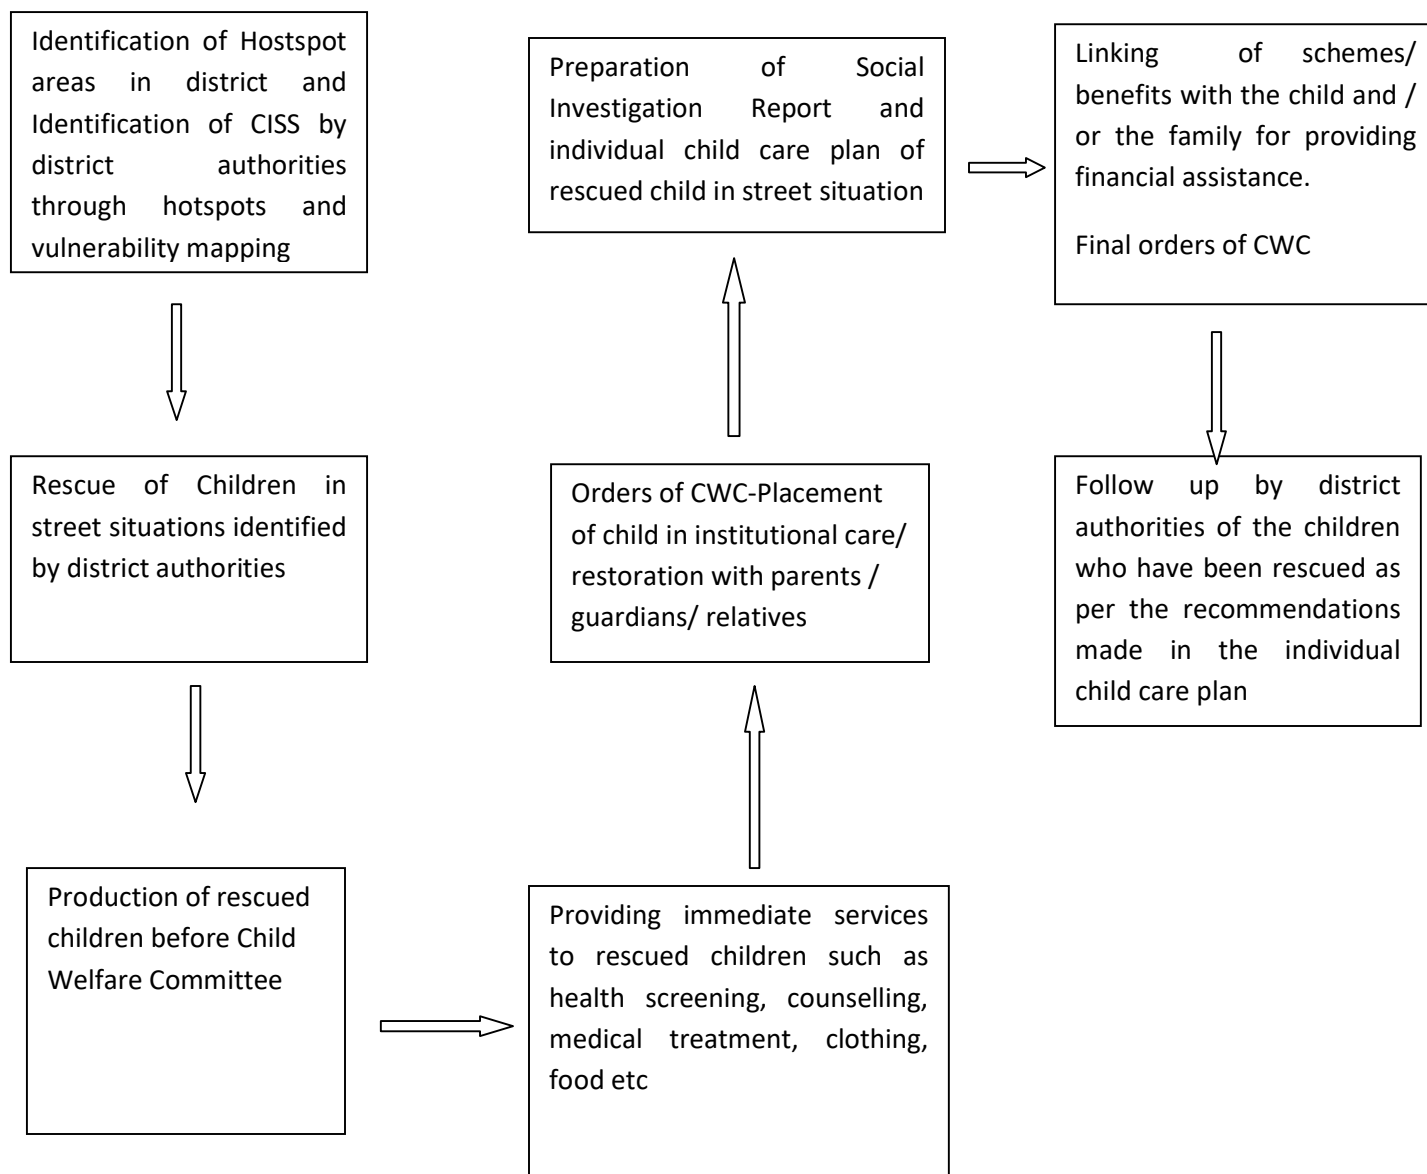 Identification of Hostspot
areas in district and
Identification of CISS by
district authorities
through hotspots and
vulnerability mapping
Rescue of Children in
street situations identified
by district authorities
Production of rescued
children before Child
Welfare Committee
Providing immediate services
to rescued children such as
health screening, counselling,
medical treatment, clothing,
food etc
Orders of CWC-Placement
of child in institutional care/
restoration with parents /
guardians/ relatives
Preparation of Social
Investigation Report and
individual child care plan of
rescued child in street situation
Linking of schemes/
benefits with the child and /
or the family for providing
financial assistance.
Final orders of CWC
Follow up by district
authorities of the children
who have been rescued as
per the recommendations
made in the individual
child care plan